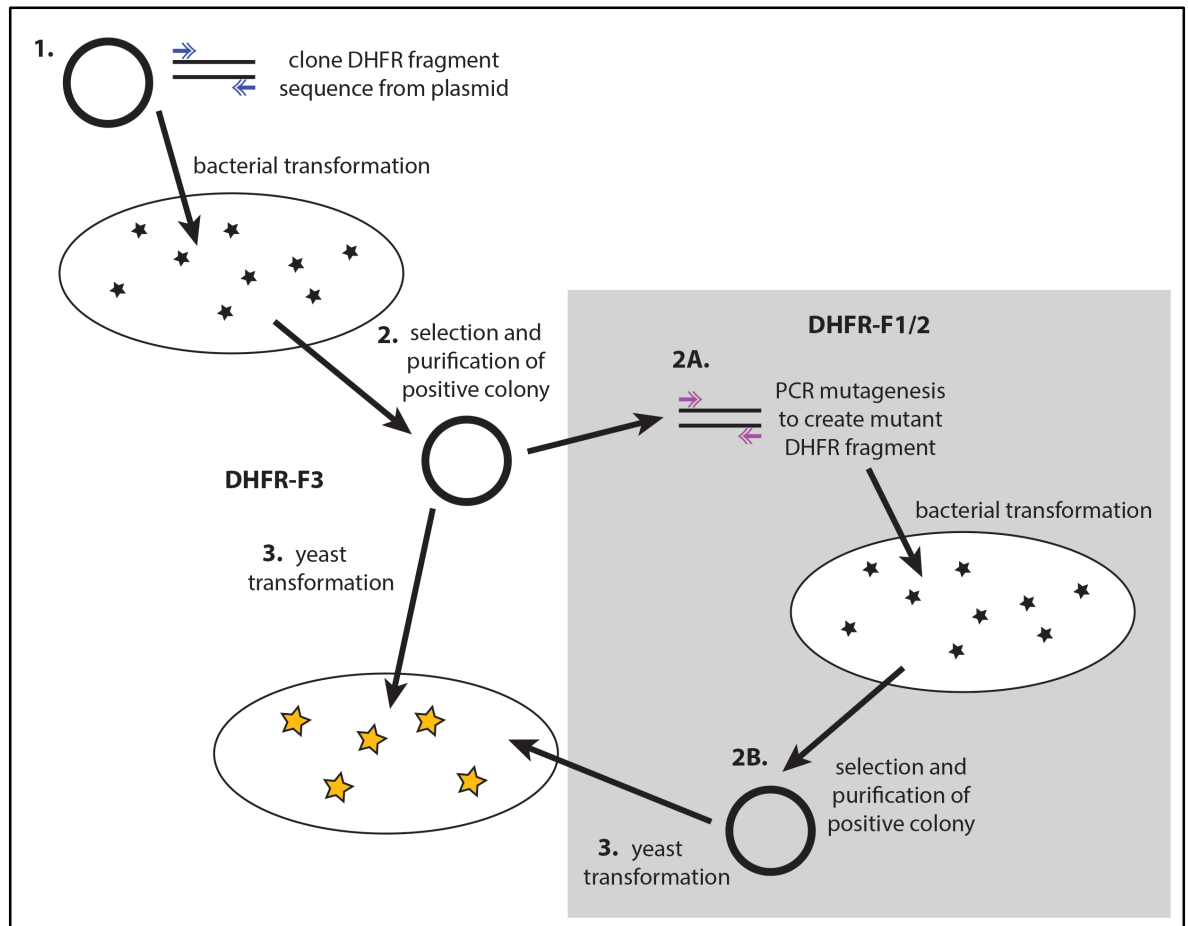 1.
clone DHFR fragment
sequence from plasmid
bacterial transformation
2. selection and
purification of
positive colony
DHFR-F3
3. yeast
transformation
DHFR-F1/2
2A.
PCR mutagenesis
to create mutant
DHFR fragment
bacterial transformation
2B.
selection and
purification of
positive colony
3. yeast
transformation